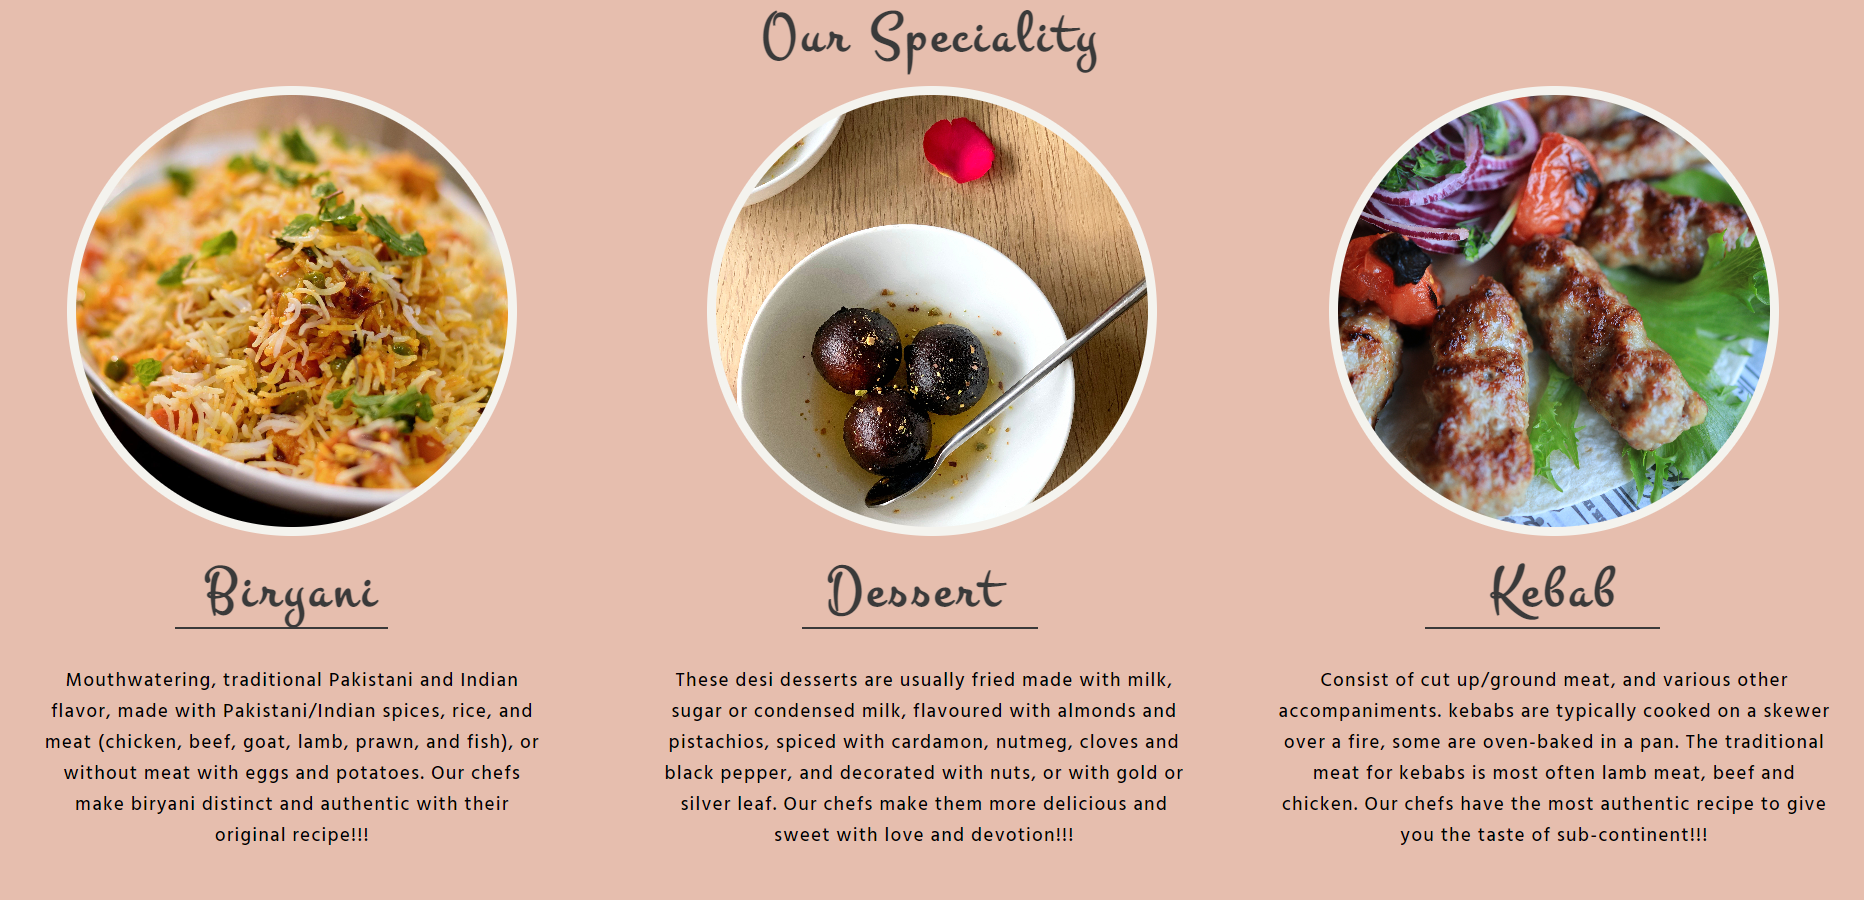 Our Speciality
Biryani
Mouthwatering, traditional Pakistani and Indian
flavor, made with Pakistani/Indian spices, rice, and
meat (chicken, beef, goat, lamb, prawn, and fish), or
without meat with eggs and potatoes. Our chefs
make biryani distinct and authentic with their
original recipe!!!
Dessert
These desi desserts are usually fried made with milk,
sugar or condensed milk, flavoured with almonds and
pistachios, spiced with cardamon, nutmeg, cloves and
black pepper, and decorated with nuts, or with gold or
silver leaf. Our chefs make them more delicious and
sweet with love and devotion!!!
Kebab
Consist of cut up/ground meat, and various other
accompaniments. kebabs are typically cooked on a skewer
over a fire, some are oven-baked in a pan. The traditional
meat for kebabs is most often lamb meat, beef and
chicken. Our chefs have the most authentic recipe to give
you the taste of sub-continent!!!